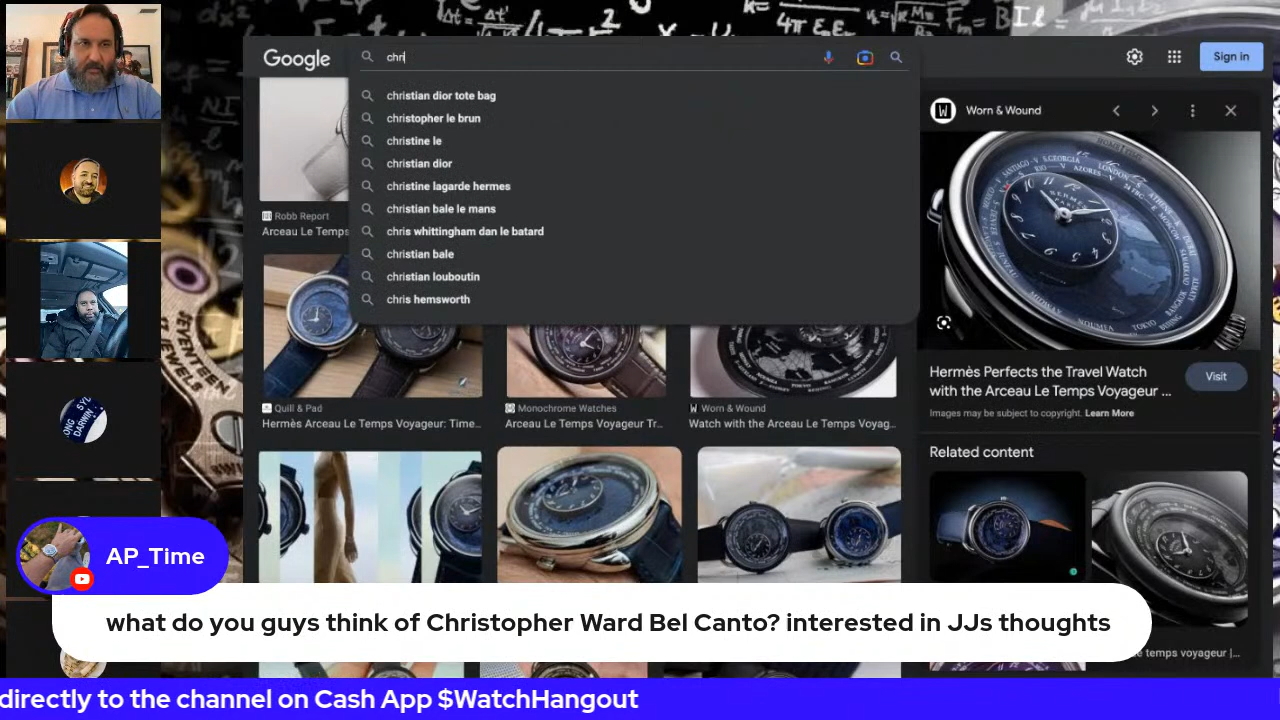 Google
chri
Sign in
christian dior tote bag
christopher le brun
christine le
christian dior
christine lagarde hermes
christian bale le mans
chris whittingham dan le batard
christian bale
christian louboutin
chris hemsworth
Robb Report
Arceau Le Temps
Quill & Pad
Hermès Arceau Le Temps Voyageur: Time...
Monochrome Watches
Arceau Le Temps Voyageur Tr...
Worn & Wound
Watch with the Arceau Le Temps Voyag...
Worn & Wound
Hermès Perfects the Travel Watch
with the Arceau Le Temps Voyageur ...
Visit
Images may be subject to copyright. Learn More
Related content
temps voyageur |...
SEVENTEEN
JEWELS
AP_Time
what do you guys think of Christopher Ward Bel Canto? interested in JJs thoughts
directly to the channel on Cash App $WatchHangout